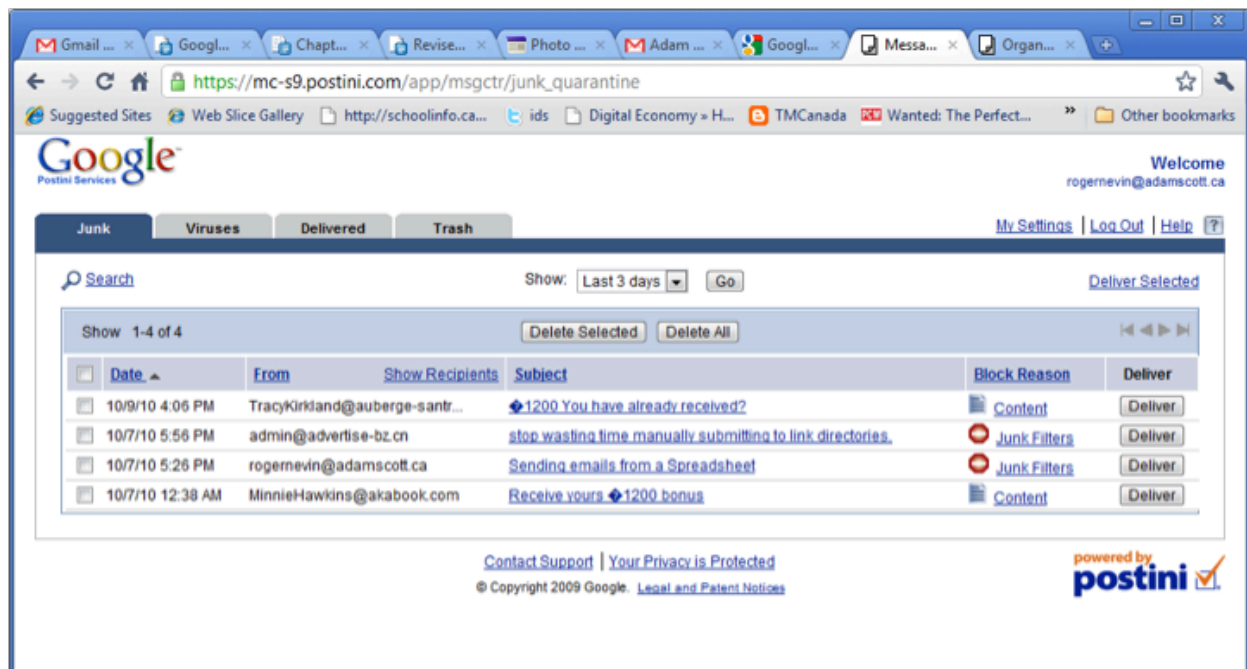 Gmail ... Googl... Chapt... Revise... Photo ... Adam ... Googl... Messa... Organ...
https://mc-s9.postini.com/app/msgctr/junk_quarantine
Suggested Sites Web Slice Gallery http://schoolinfo.ca... ids Digital Economy » H... TMCanada Wanted: The Perfect... » Other bookmarks
Google™
Postini Services
Welcome
rogernevin@adamscott.ca
Junk Viruses Delivered Trash My Settings | Log Out | Help ?
Search Show: Last 3 days Go Deliver Selected
Show 1-4 of 4 Delete Selected Delete All
Date From Show Recipients Subject Block Reason Deliver
10/9/10 4:06 PM TracyKirkland@auberge-santr... �1200 You have already received? Content Deliver
10/7/10 5:56 PM admin@advertise-bz.cn stop wasting time manually submitting to link directories. Junk Filters Deliver
10/7/10 5:26 PM rogernevin@adamscott.ca Sending emails from a Spreadsheet Junk Filters Deliver
10/7/10 12:38 AM MinnieHawkins@akabook.com Receive yours �1200 bonus Content Deliver
Contact Support | Your Privacy is Protected
© Copyright 2009 Google. Legal and Patent Notices
powered by
postini